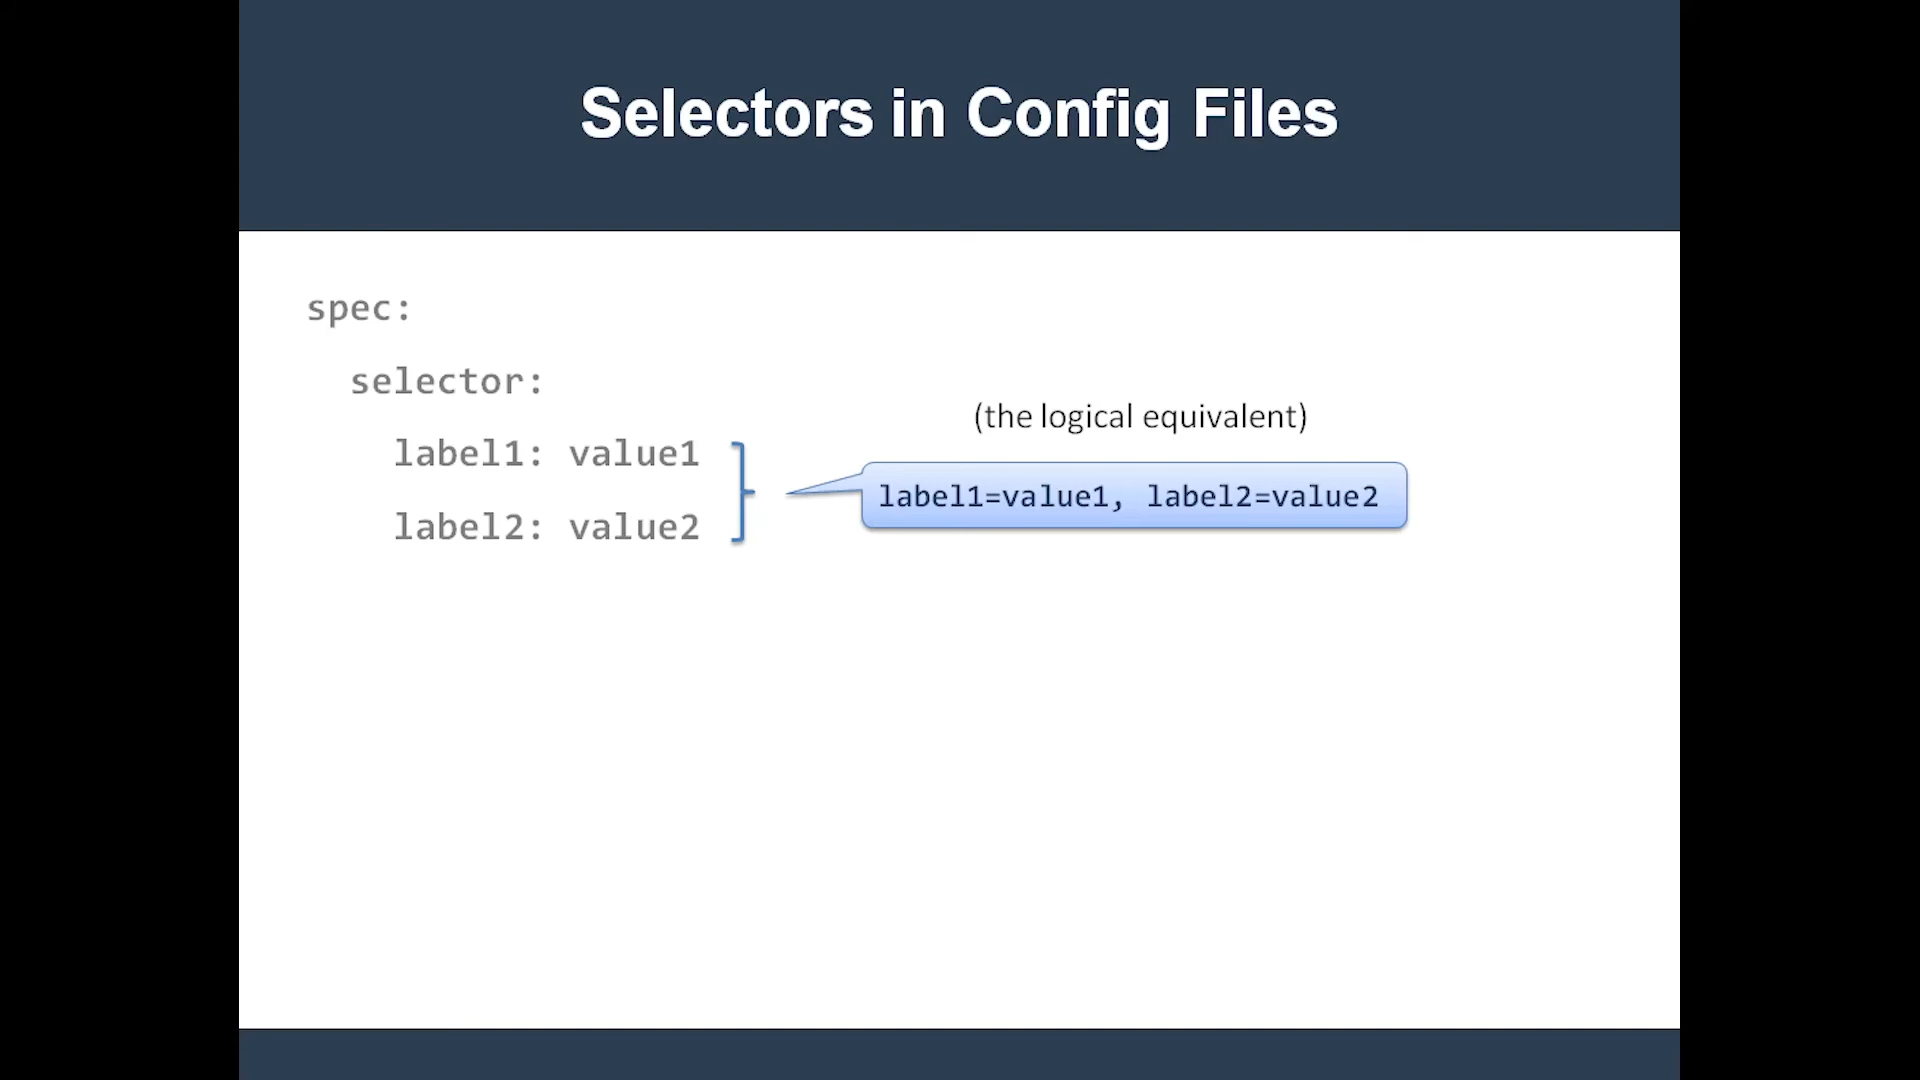 Selectors in Config Files
spec:
selector:
label1: value1
label2: value2
(the logical equivalent)
label1=value1, label2=value2